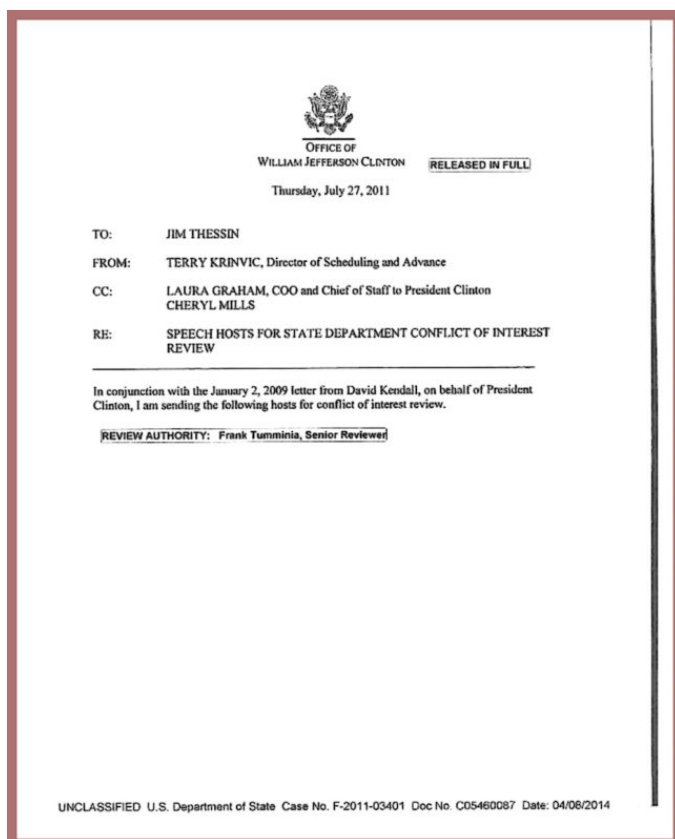 OFFICE OF
WILLIAM JEFFERSON CLINTON
RELEASED IN FULL
Thursday, July 27, 2011
TO: JIM THESSIN
FROM: TERRY KRINVIC, Director of Scheduling and Advance
CC: LAURA GRAHAM, COO and Chief of Staff to President Clinton
CHERYL MILLS
RE: SPEECH HOSTS FOR STATE DEPARTMENT CONFLICT OF INTEREST
REVIEW
In conjunction with the January 2, 2009 letter from David Kendall, on behalf of President
Clinton, I am sending the following hosts for conflict of interest review.
REVIEW AUTHORITY: Frank Tumminia, Senior Reviewer
UNCLASSIFIED U.S. Department of State Case No. F-2011-03401 Doc No. C05460087 Date: 04/08/2014